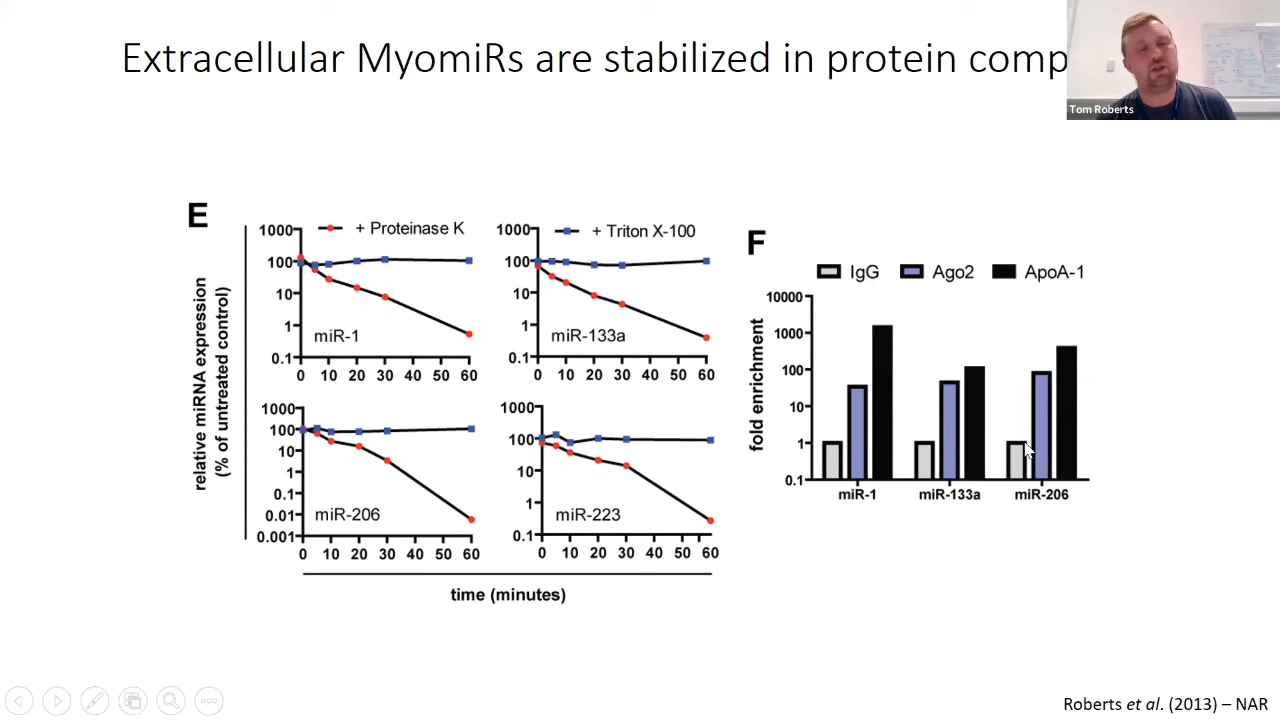 Extracellular MyomiRs are stabilized in protein comp
Tom Roberts
E
+ Proteinase K
+ Triton X-100
relative miRNA expression
(% of untreated control)
1000
100
10
1
0.1
miR-1
0 10 20 30 40 50 60
1000
100
10
1
0.1
miR-133a
0 10 20 30 40 50 60
1000
100
10
1
0.1
0.01
0.001
miR-206
0 10 20 30 40 50 60
1000
100
10
1
0.1
miR-223
0 10 20 30 40 50 60
time (minutes)
F
IgG Ago2 ApoA-1
fold enrichment
10000
1000
100
10
1
0.1
miR-1 miR-133a miR-206
Roberts et al. (2013) – NAR